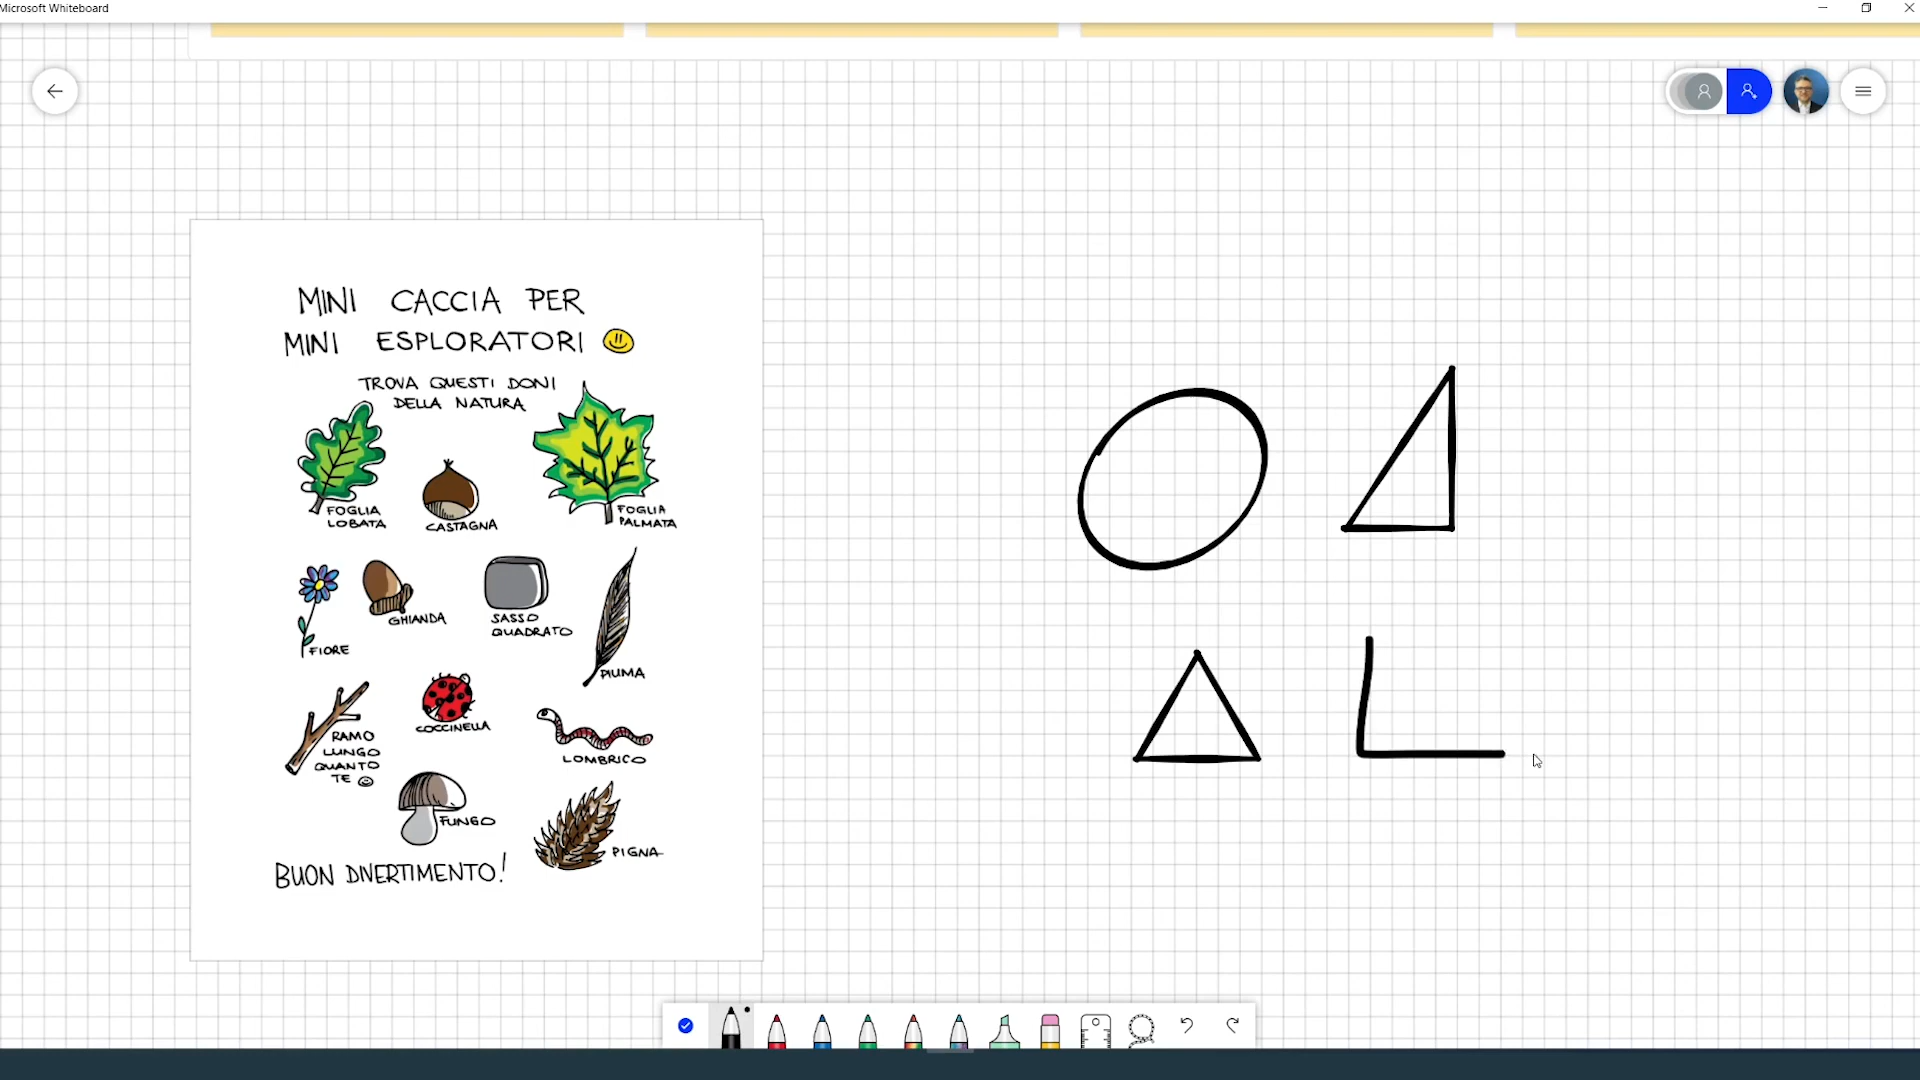 Microsoft Whiteboard
MINI CACCIA PER
MINI ESPLORATORI
TROVA QUESTI DONI
DELLA NATURA
FOGLIA
LOBATA
CASTAGNA
FOGLIA
PALMATA
FIORE
GHIANDA
SASSO
QUADRATO
PIUMA
RAMO
LUNGO
QUANTO
TE
COCCINELLA
LOMBRICO
FUNGO
PIGNA
BUON DIVERTIMENTO!